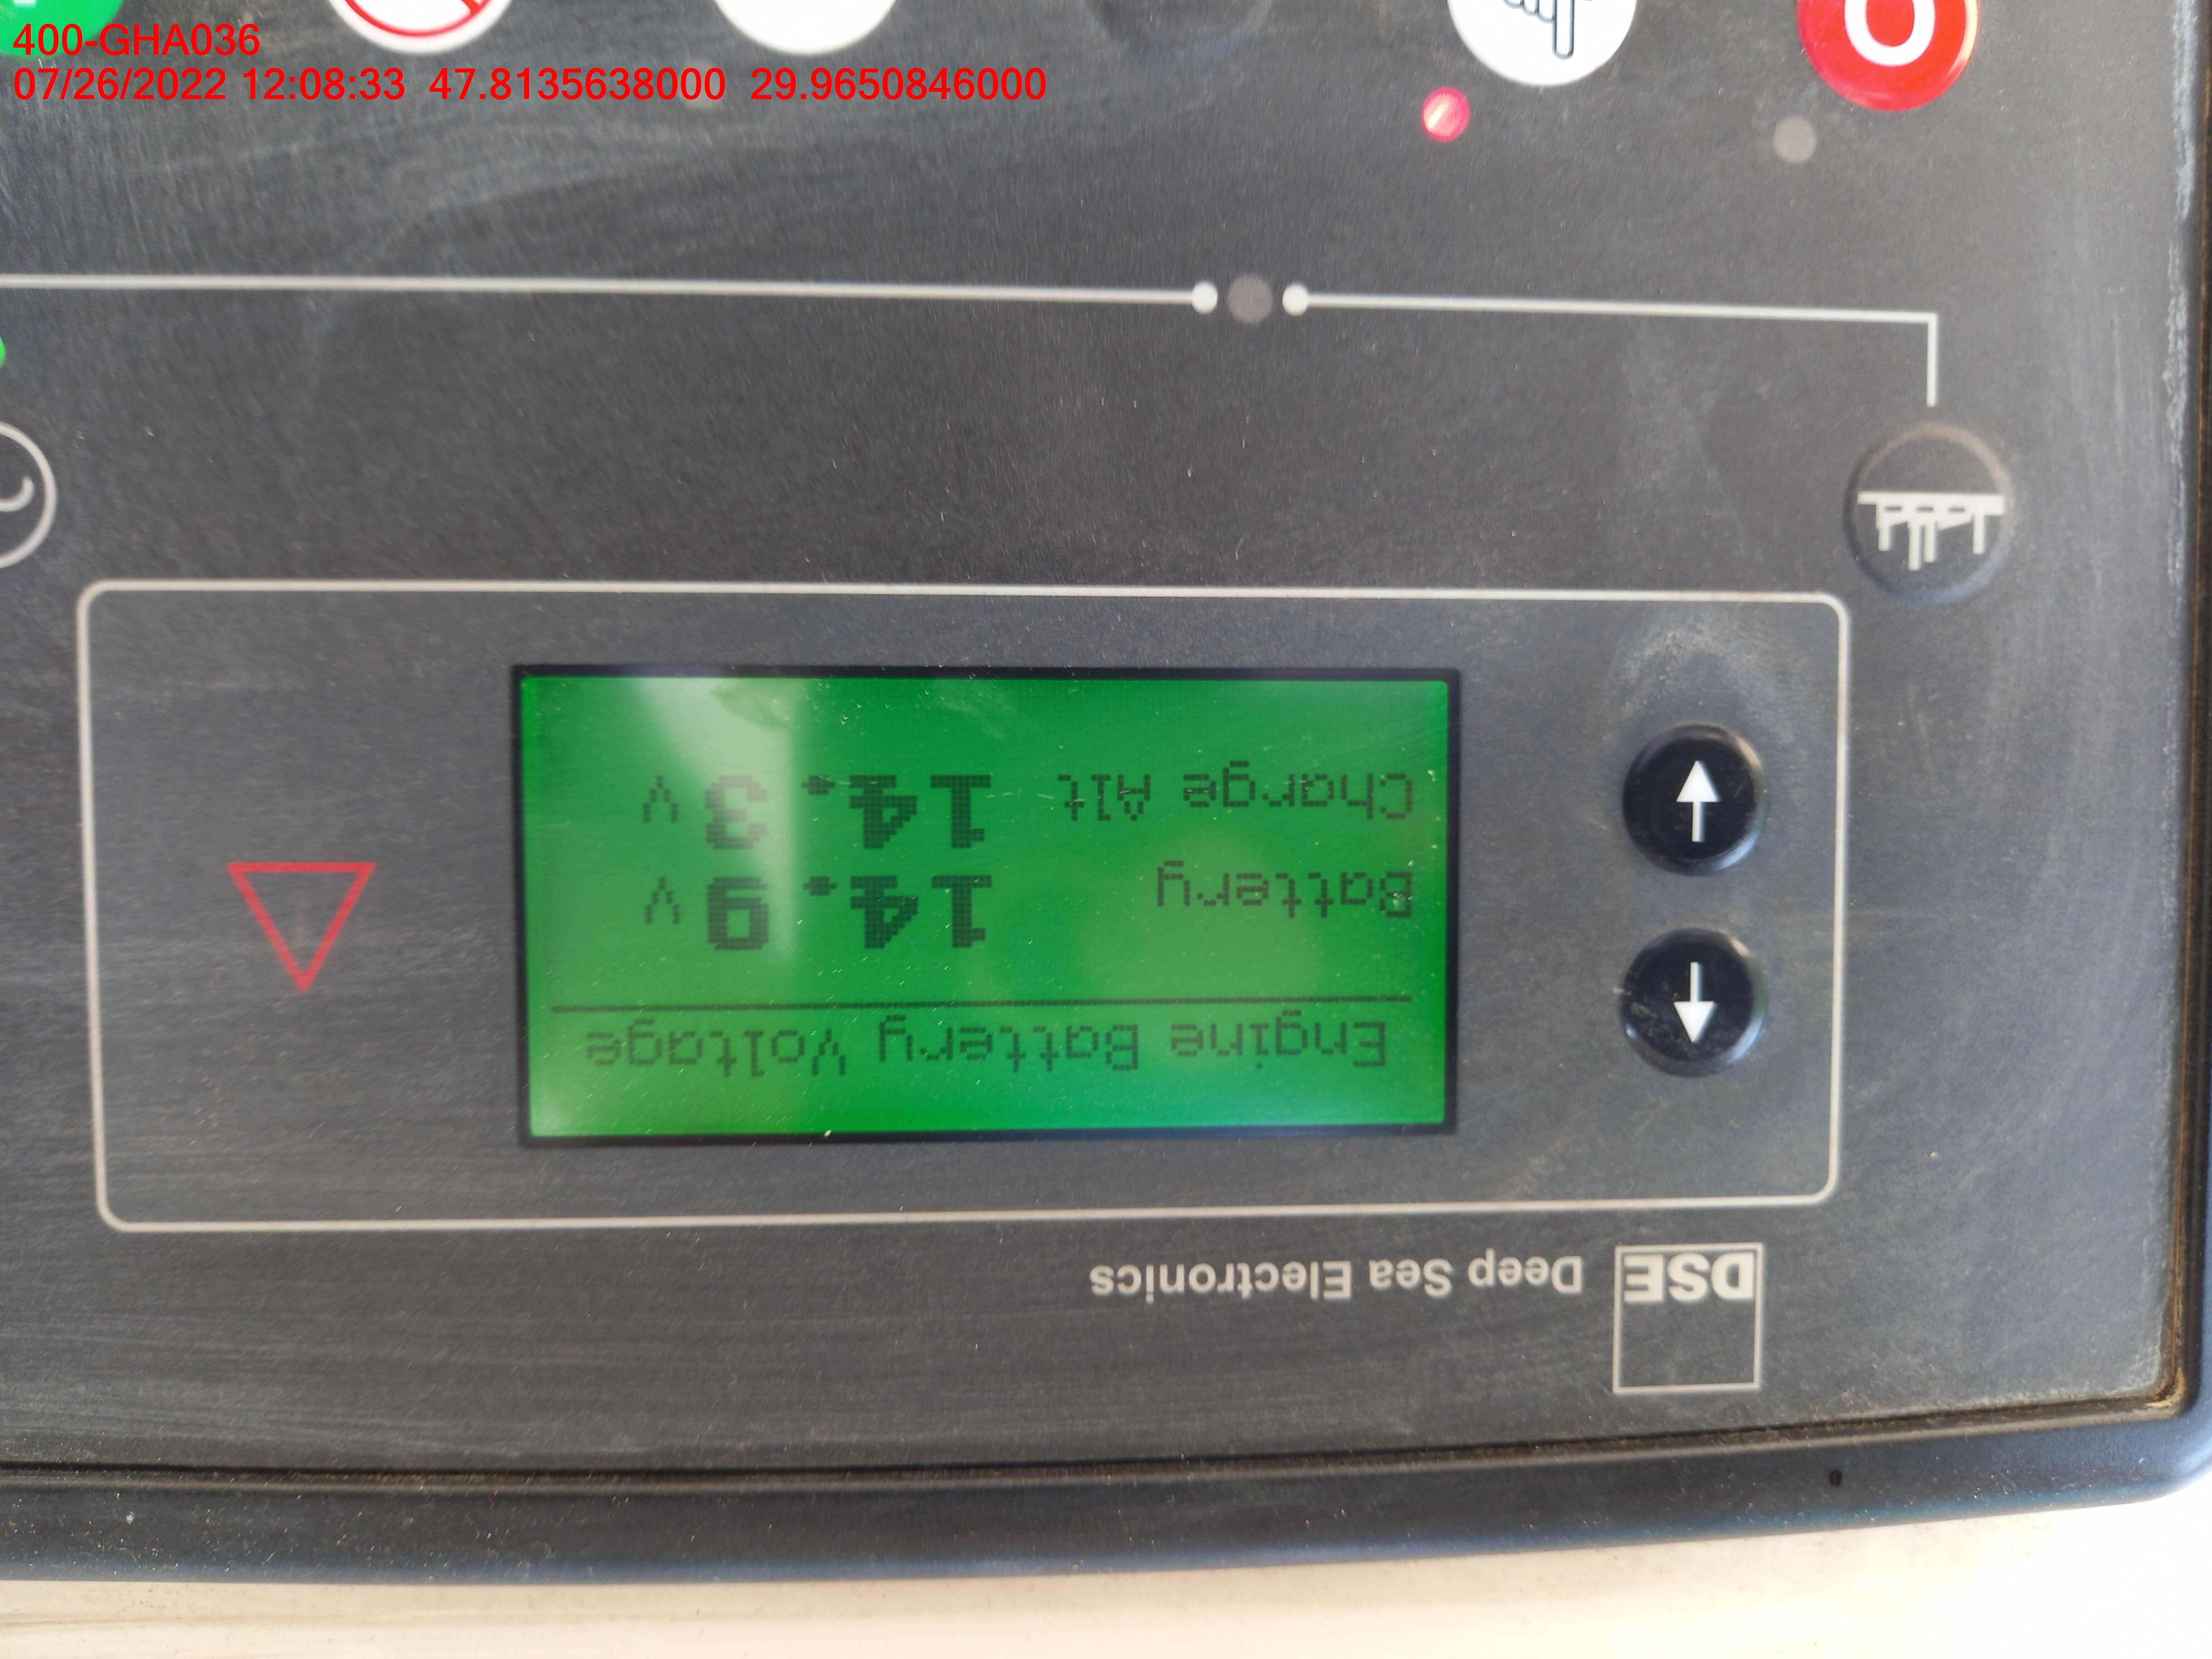 400-GHA036
07/26/2022 12:08:33 47.8135638000 29.9650846000
DSE Deep Sea Electronics
Engine Battery Voltage
Battery 14.6 V
Charge Alt 14.3 V